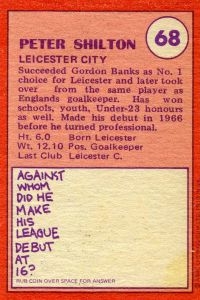 PETER SHILTON
68
LEICESTER CITY
Succeeded Gordon Banks as No. 1
choice for Leicester and later took
over from the same player as
Englands goalkeeper. Has won
schools, youth, Under-23 honours
as well. Made his debut in 1966
before he turned professional.
Ht. 6.0 Born Leicester
Wt. 12.10 Pos. Goalkeeper
Last Club Leicester C.
AGAINST
WHOM
DID HE
MAKE
HIS
LEAGUE
DEBUT
AT
16?
RUB COIN OVER SPACE FOR ANSWER